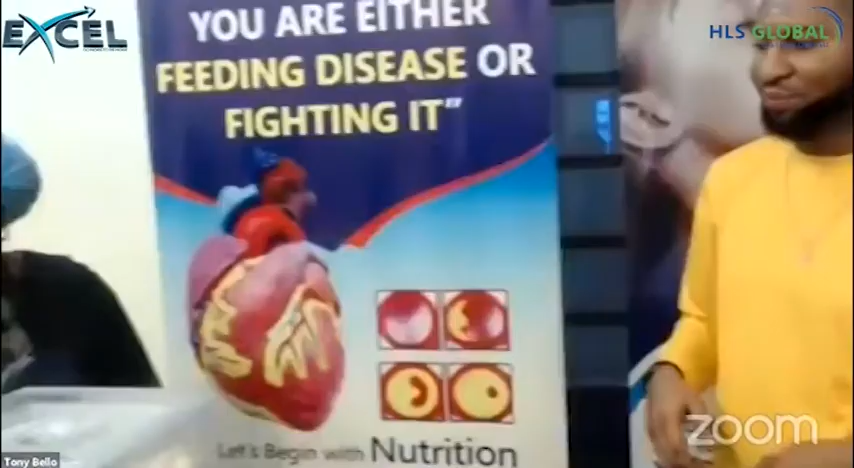 EXCEL
HLS GLOBAL
YOU ARE EITHER
FEEDING DISEASE OR
FIGHTING IT”
Let's Begin with Nutrition
zoom
Tony Bello